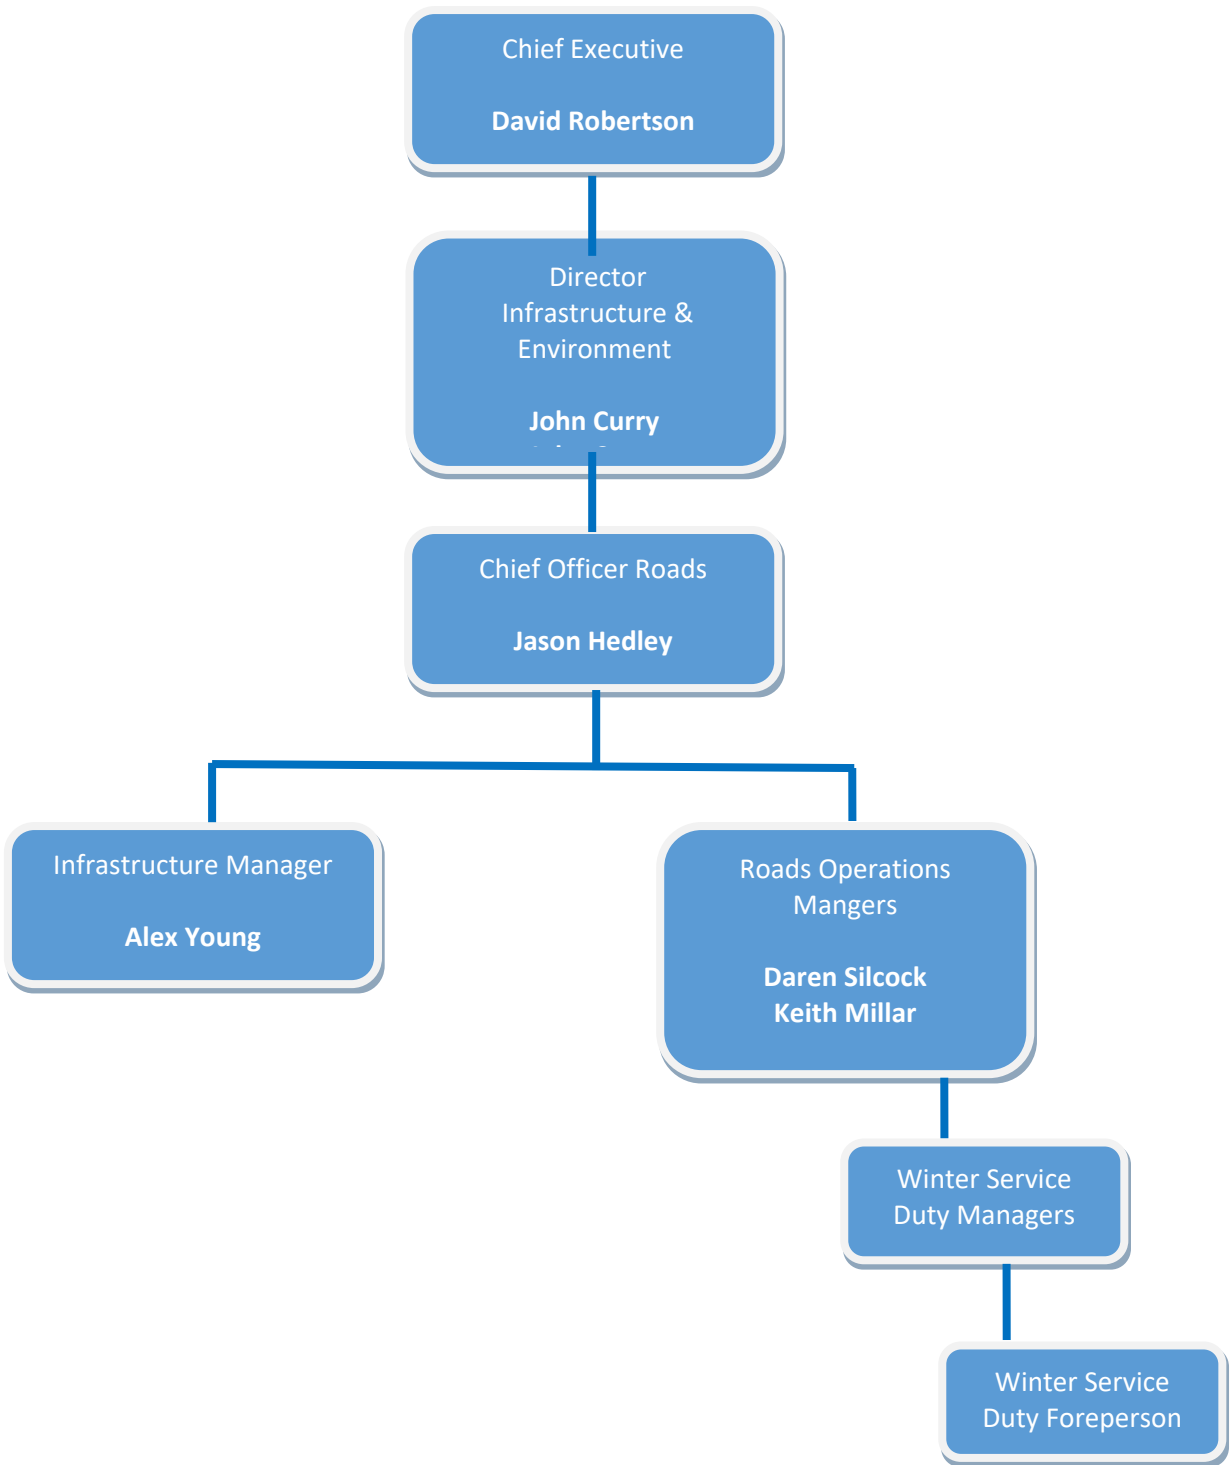 Chief Executive
David Robertson
Director
Infrastructure &
Environment
John Curry
Chief Officer Roads
Jason Hedley
Infrastructure Manager
Alex Young
Roads Operations
Mangers
Daren Silcock
Keith Millar
Winter Service
Duty Managers
Winter Service
Duty Foreperson